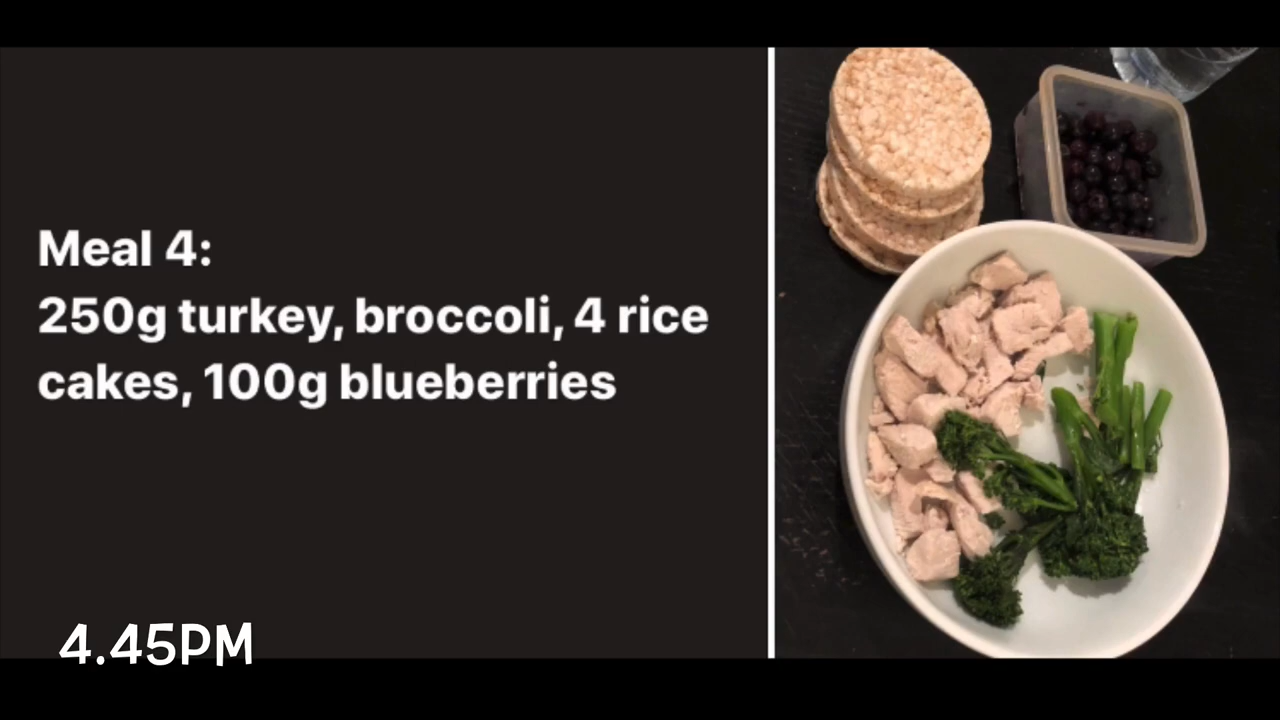 Meal 4:
250g turkey, broccoli, 4 rice
cakes, 100g blueberries
4.45PM